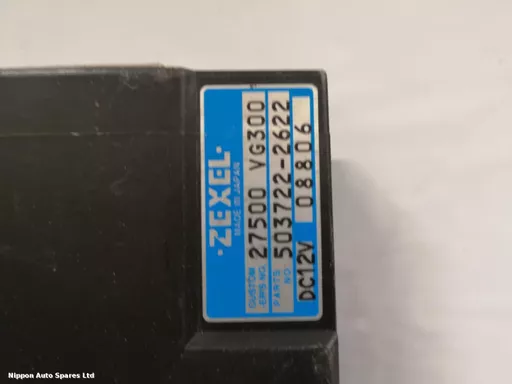 ·ZEXEL·
MADE IN JAPAN
CUSTOM
-ERS NO. 27500 VG300
PARTS
NO 503722-2622
DC12V 08806
Nippon Auto Spares Ltd